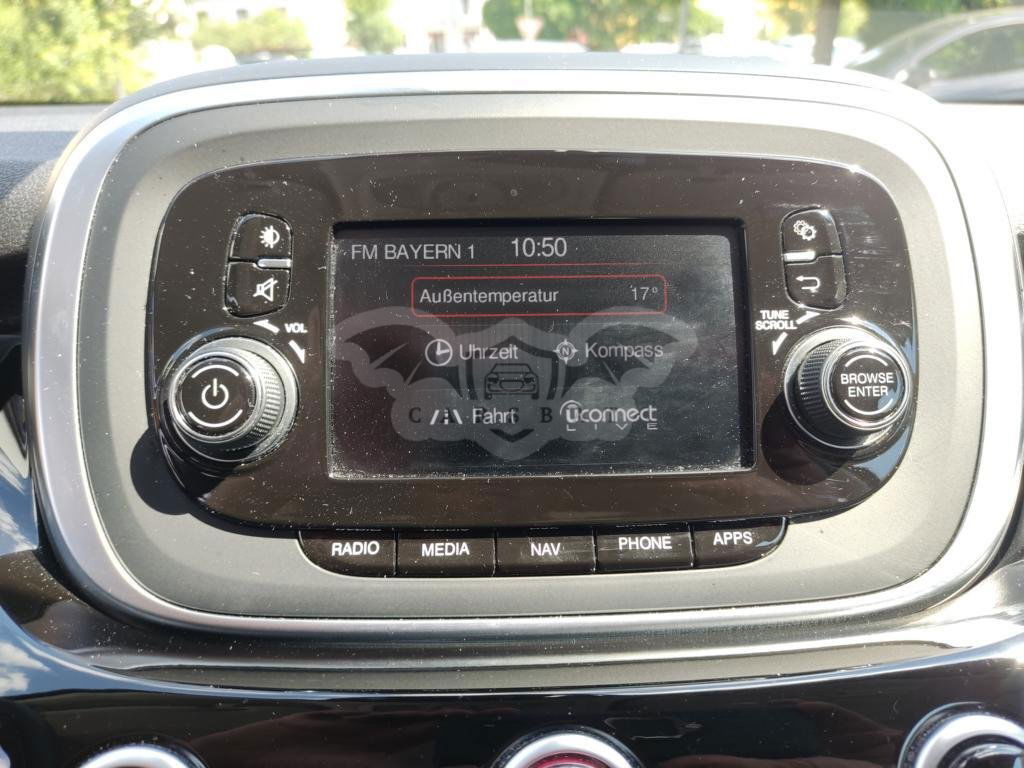 FM BAYERN 1 10:50
Außentemperatur 17°
Uhrzeit N Kompass
Fahrt uconnect
LIVE
VOL
TUNE
SCROLL
BROWSE
ENTER
RADIO MEDIA NAV PHONE APPS